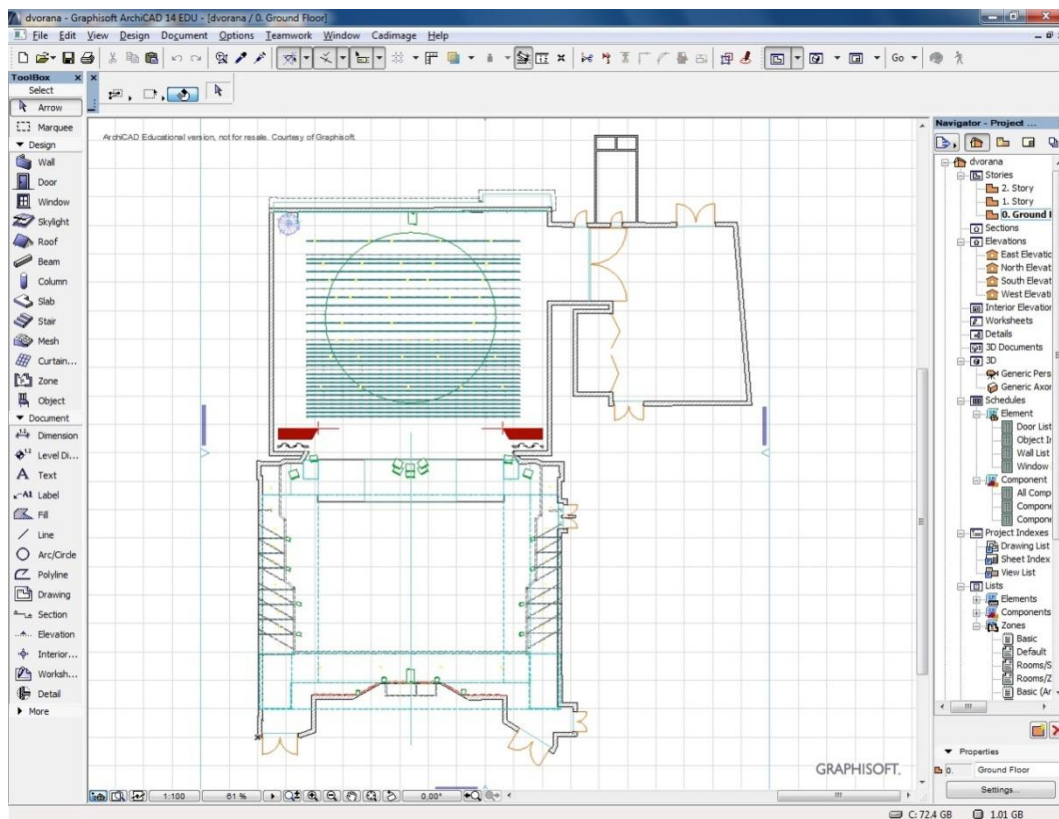 dvorana - Graphisoft ArchiCAD 14 EDU - [dvorana / 0. Ground Floor]
File Edit View Design Document Options Teamwork Window Cadimage Help
Go
ToolBox
Select
Arrow
Marquee
Design
Wall
Door
Window
Skylight
Roof
Beam
Column
Slab
Stair
Mesh
Curtain...
Zone
Object
Document
Dimension
Level Di...
Text
Label
Fill
Line
Arc/Circle
Polyline
Drawing
Section
Elevation
Interior...
Worksh...
Detail
More
ArchiCAD Educational version, not for resale. Courtesy of Graphisoft.
GRAPHISOFT.
1:100 61 % 0,00°
Navigator - Project ...
dvorana
Stories
2. Story
1. Story
0. Ground
Sections
Elevations
East Elevatic
North Elevat
South Elevat
West Elevati
Interior Elevation
Worksheets
Details
3D Documents
3D
Generic Pers
Generic Axor
Schedules
Element
Door List
Object I
Wall List
Window
Component
All Comp
Compone
Compone
Project Indexes
Drawing List
Sheet Index
View List
Lists
Elements
Components
Zones
Basic
Default
Rooms/S
Rooms/Z
Basic (Ar
Properties
0. Ground Floor
Settings...
C: 72.4 GB 1.01 GB